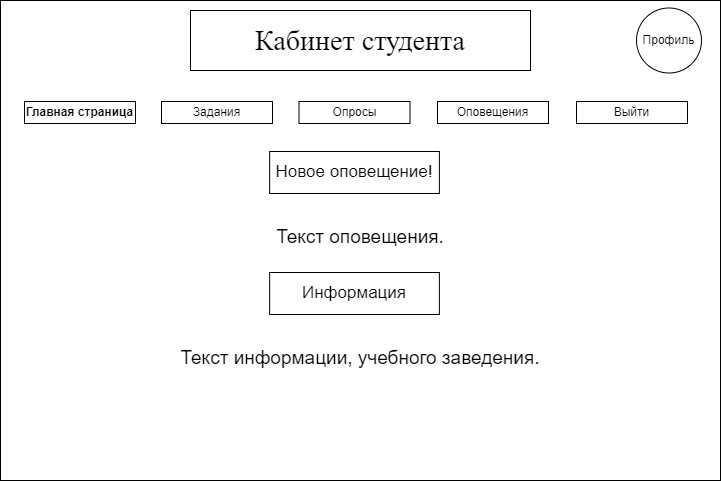 Кабинет студента
Профиль
Главная страница
Задания
Опросы
Оповещения
Выйти
Новое оповещение!
Текст оповещения.
Информация
Текст информации, учебного заведения.